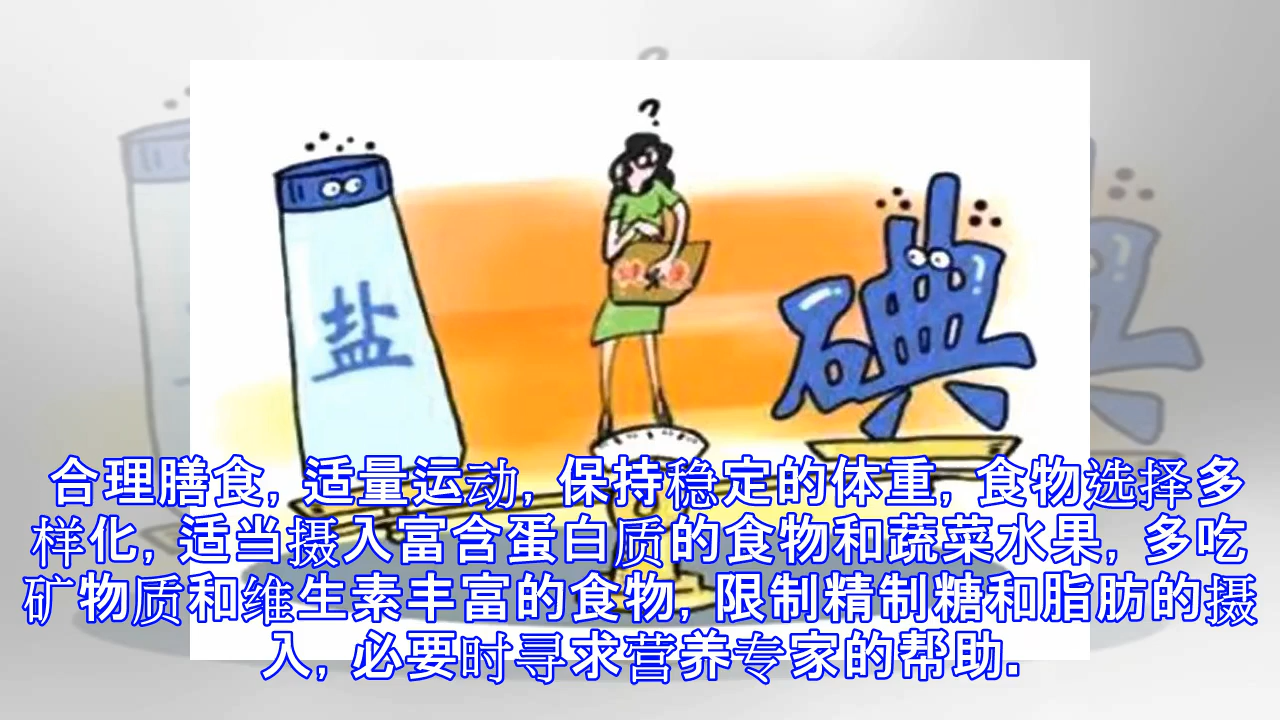 ?
盐
碘
合理膳食, 适量运动, 保持稳定的体重, 食物选择多
样化, 适当摄入富含蛋白质的食物和蔬菜水果, 多吃
矿物质和维生素丰富的食物, 限制精制糖和脂肪的摄
入, 必要时寻求营养专家的帮助.